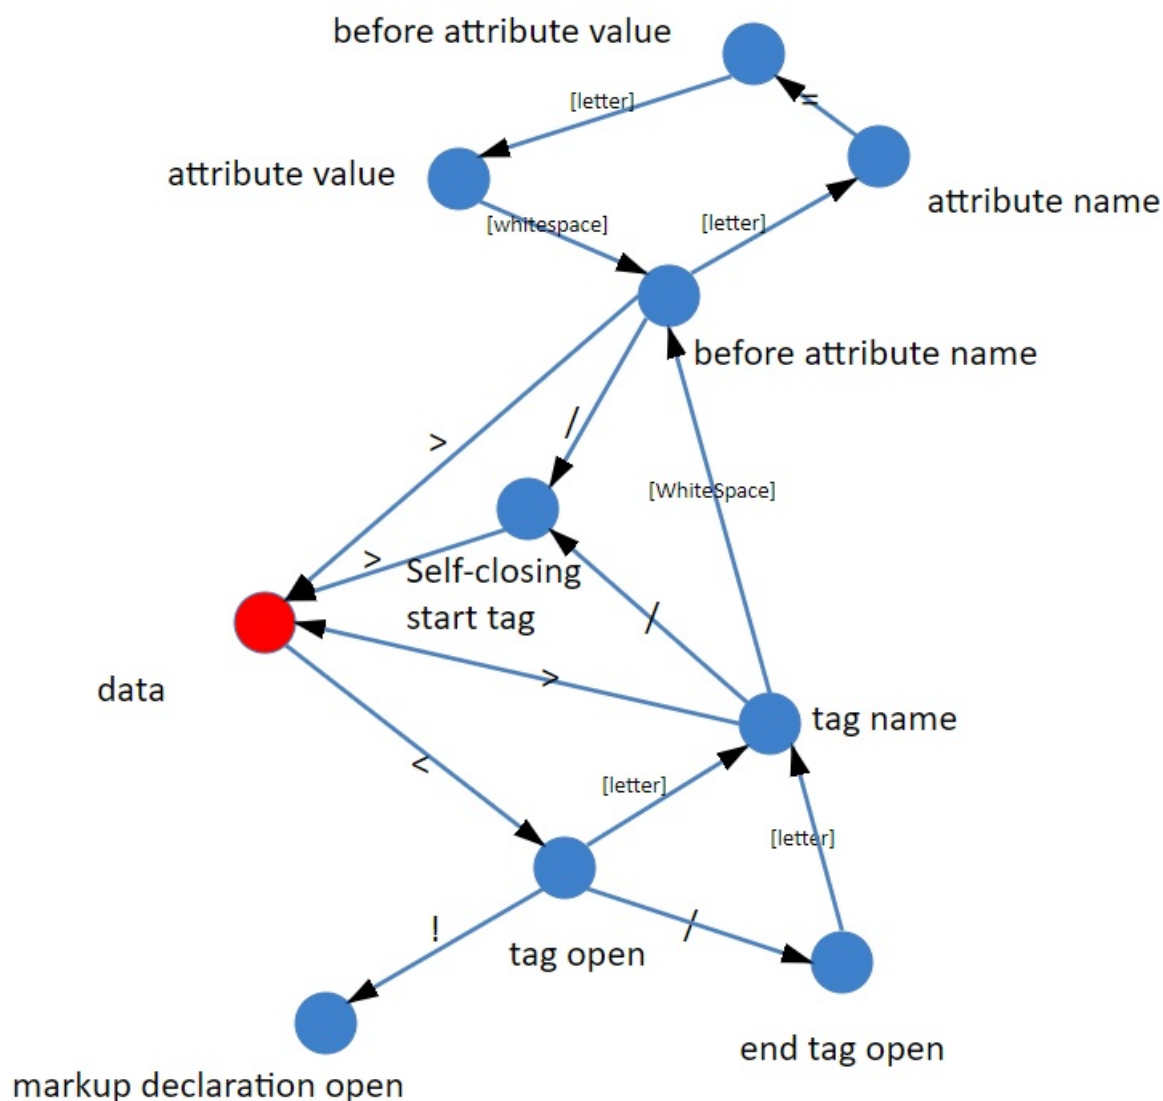 before attribute value
[letter]
=
attribute value
attribute name
[whitespace]
[letter]
before attribute name
>
/
[WhiteSpace]
>
Self-closing
start tag
/
>
data
tag name
<
[letter]
[letter]
!
/
tag open
end tag open
markup declaration open